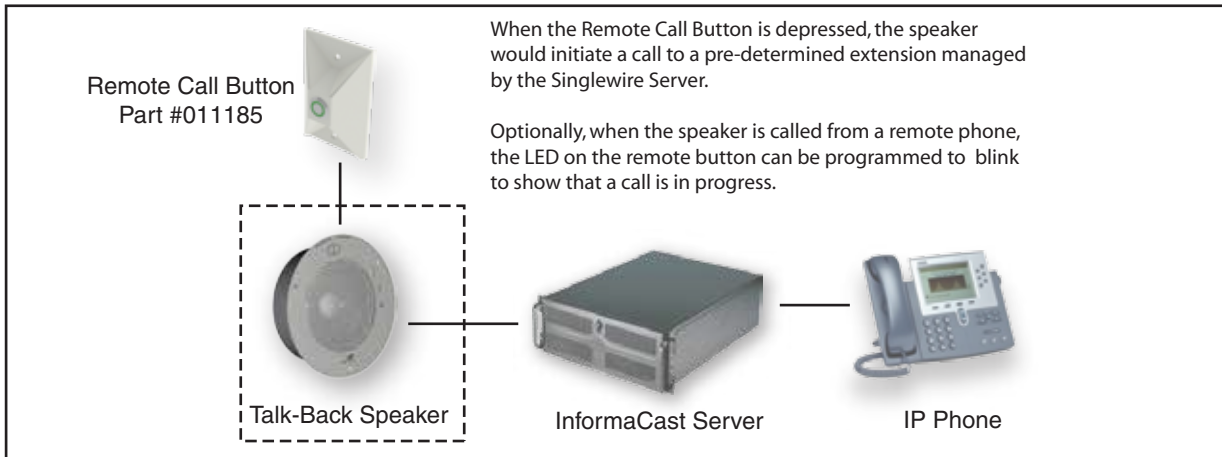 When the Remote Call Button is depressed, the speaker
would initiate a call to a pre-determined extension managed
by the Singlewire Server.
Optionally, when the speaker is called from a remote phone,
the LED on the remote button can be programmed to blink
to show that a call is in progress.
Remote Call Button
Part #011185
Talk-Back Speaker
InformaCast Server
IP Phone